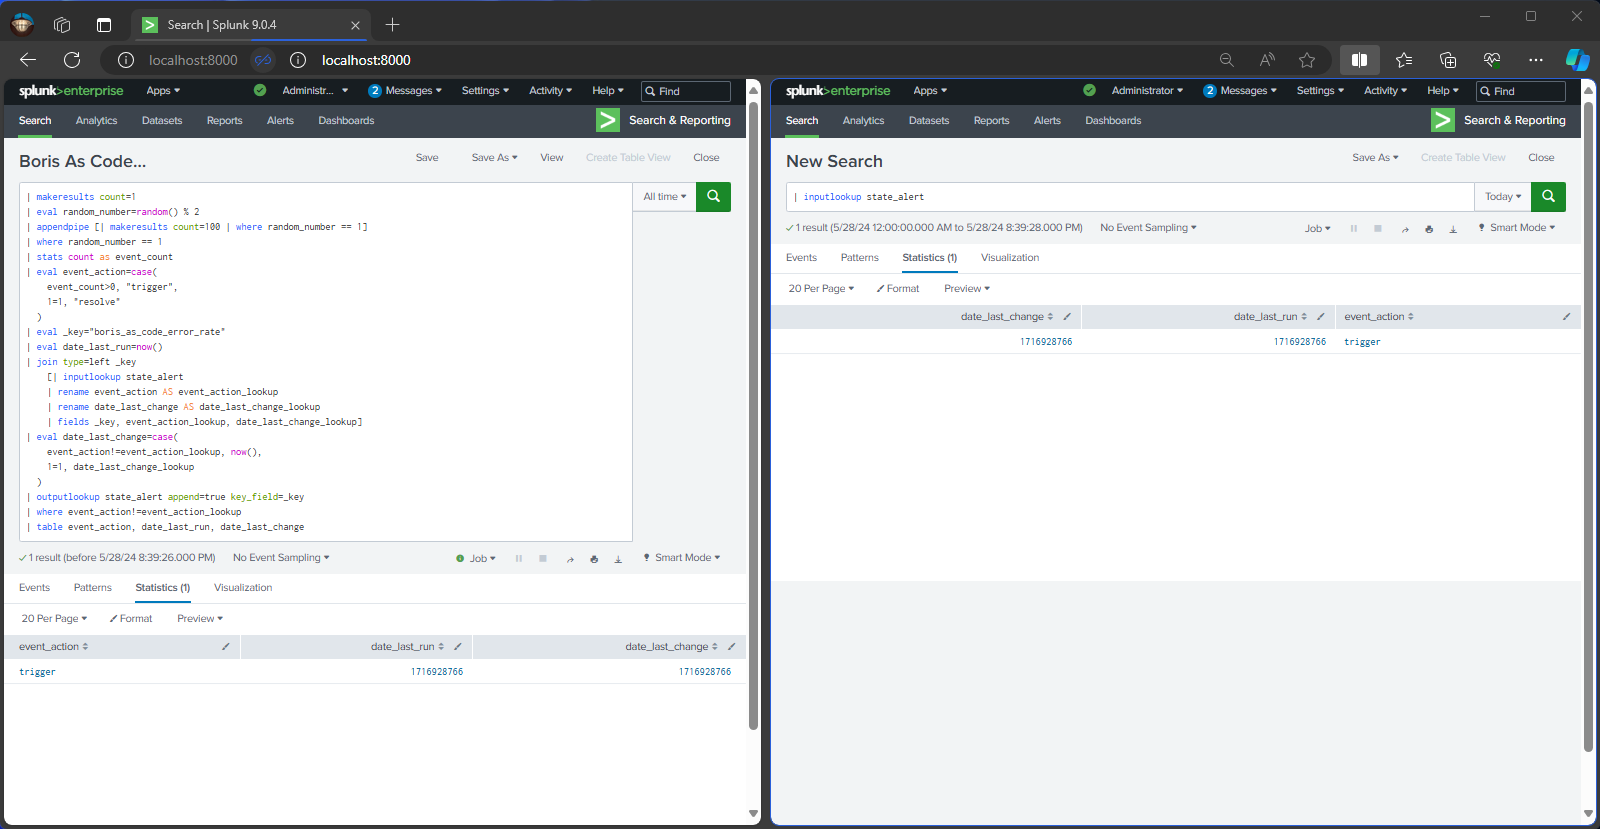 Search | Splunk 9.0.4
localhost:8000
localhost:8000
splunk>enterprise
Apps
Administr...
2 Messages
Settings
Activity
Help
Find
Search
Analytics
Datasets
Reports
Alerts
Dashboards
> Search & Reporting
Boris As Code...
Save
Save As
View
Create Table View
Close
| makeresults count=1
| eval random_number=random() % 2
| appendpipe [| makeresults count=100 | where random_number == 1]
| where random_number == 1
| stats count as event_count
| eval event_action=case(
event_count>0, "trigger",
1=1, "resolve"
)
| eval _key="boris_as_code_error_rate"
| eval date_last_run=now()
| join type=left _key
[| inputlookup state_alert
| rename event_action AS event_action_lookup
| rename date_last_change AS date_last_change_lookup
| fields _key, event_action_lookup, date_last_change_lookup]
| eval date_last_change=case(
event_action!=event_action_lookup, now(),
1=1, date_last_change_lookup
)
| outputlookup state_alert append=true key_field=_key
| where event_action!=event_action_lookup
| table event_action, date_last_run, date_last_change
All time
1 result (before 5/28/24 8:39:26.000 PM)
No Event Sampling
Job
Smart Mode
Events
Patterns
Statistics (1)
Visualization
20 Per Page
Format
Preview
event_action
date_last_run
date_last_change
trigger
1716928766
1716928766
splunk>enterprise
Apps
Administrator
2 Messages
Settings
Activity
Help
Find
Search
Analytics
Datasets
Reports
Alerts
Dashboards
> Search & Reporting
New Search
Save As
Create Table View
Close
| inputlookup state_alert
Today
1 result (5/28/24 12:00:00.000 AM to 5/28/24 8:39:28.000 PM)
No Event Sampling
Job
Smart Mode
Events
Patterns
Statistics (1)
Visualization
20 Per Page
Format
Preview
date_last_change
date_last_run
event_action
1716928766
1716928766
trigger